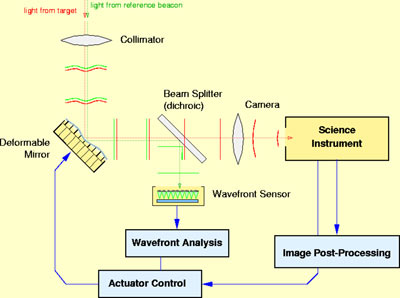 light from target
light from reference beacon
Collimator
Beam Splitter
(dichroic)
Camera
Deformable
Mirror
Science
Instrument
Wavefront Sensor
Wavefront Analysis
Image Post-Processing
Actuator Control